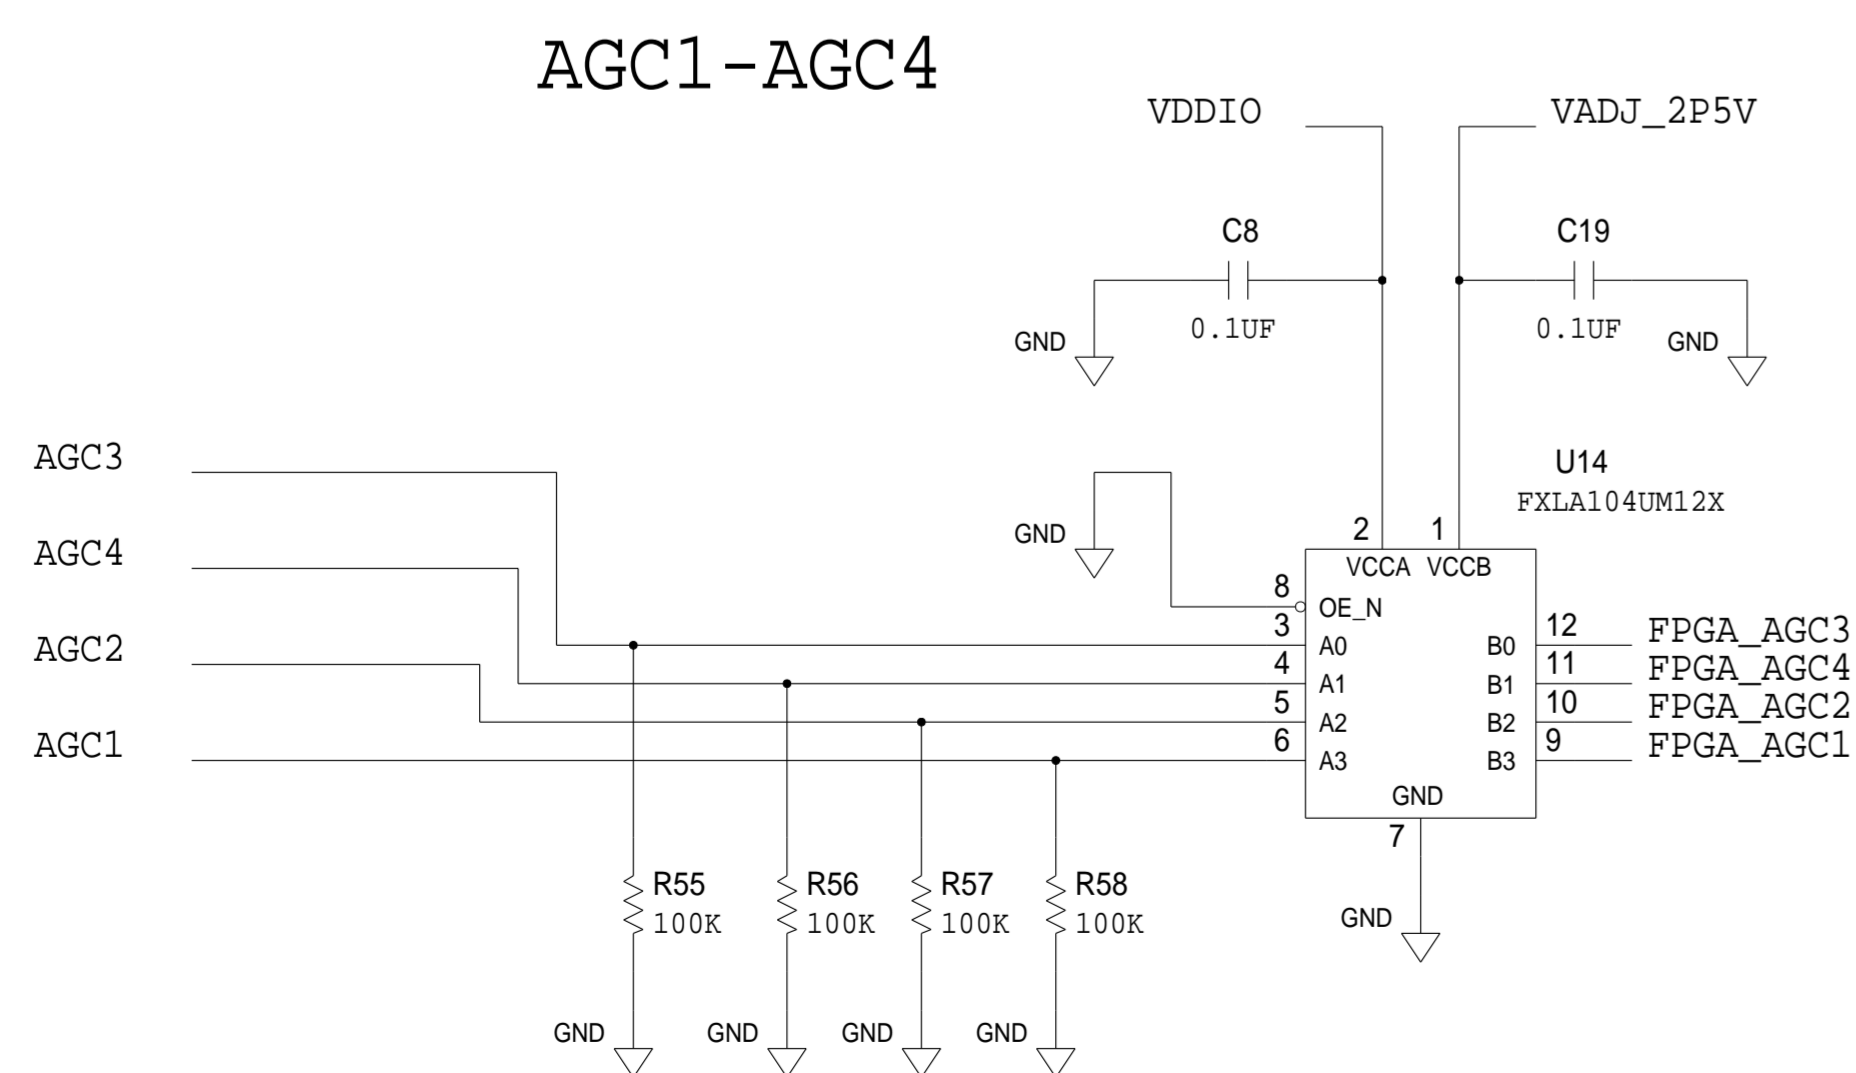 AGC1-AGC4
VDDIO
VADJ_2P5V
C8
C19
0.1UF
0.1UF
GND
GND
AGC3
U14
FXLA104UM12X
GND
2
1
AGC4
VCCA
VCCB
8
OE_N
3
A0
B0
12
FPGA_AGC3
AGC2
4
A1
B1
11
FPGA_AGC4
5
A2
B2
10
FPGA_AGC2
AGC1
6
A3
B3
9
FPGA_AGC1
GND
7
R55
R56
R57
R58
100K
100K
100K
100K
GND
GND
GND
GND
GND